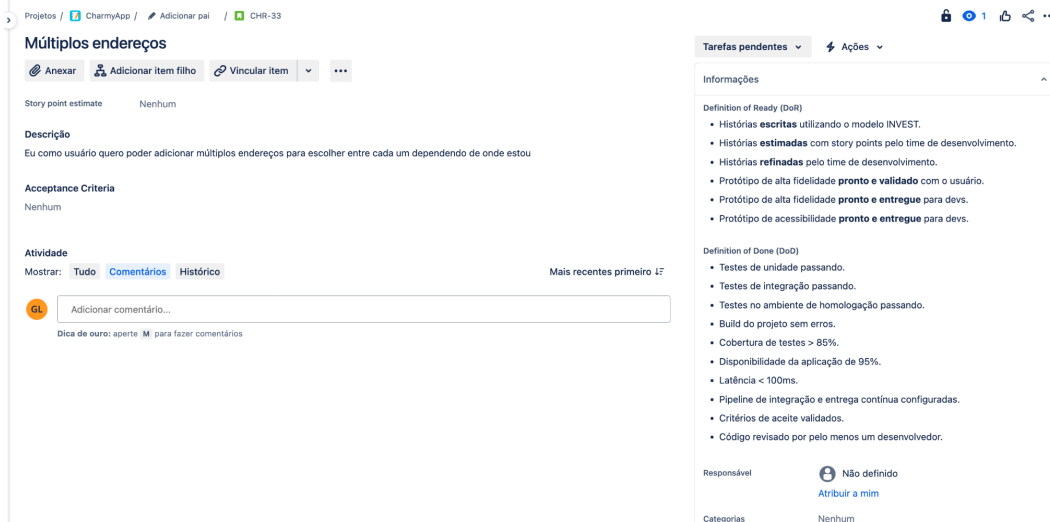 Projetos / CharmyApp / Adicionar pai / CHR-33
1
Múltiplos endereços
Anexar Adicionar item filho Vincular item
Story point estimate Nenhum
Descrição
Eu como usuário quero poder adicionar múltiplos endereços para escolher entre cada um dependendo de onde estou
Acceptance Criteria
Nenhum
Atividade
Mostrar: Tudo Comentários Histórico Mais recentes primeiro
GL Adicionar comentário...
Dica de ouro: aperte M para fazer comentários
Tarefas pendentes Ações
Informações
Definition of Ready (DoR)
• Histórias escritas utilizando o modelo INVEST.
• Histórias estimadas com story points pelo time de desenvolvimento.
• Histórias refinadas pelo time de desenvolvimento.
• Protótipo de alta fidelidade pronto e validado com o usuário.
• Protótipo de alta fidelidade pronto e entregue para devs.
• Protótipo de acessibilidade pronto e entregue para devs.
Definition of Done (DoD)
• Testes de unidade passando.
• Testes de integração passando.
• Testes no ambiente de homologação passando.
• Build do projeto sem erros.
• Cobertura de testes > 85%.
• Disponibilidade da aplicação de 95%.
• Latência < 100ms.
• Pipeline de integração e entrega contínua configuradas.
• Critérios de aceite validados.
• Código revisado por pelo menos um desenvolvedor.
Responsável Não definido
Atribuir a mim
Categorias Nenhum